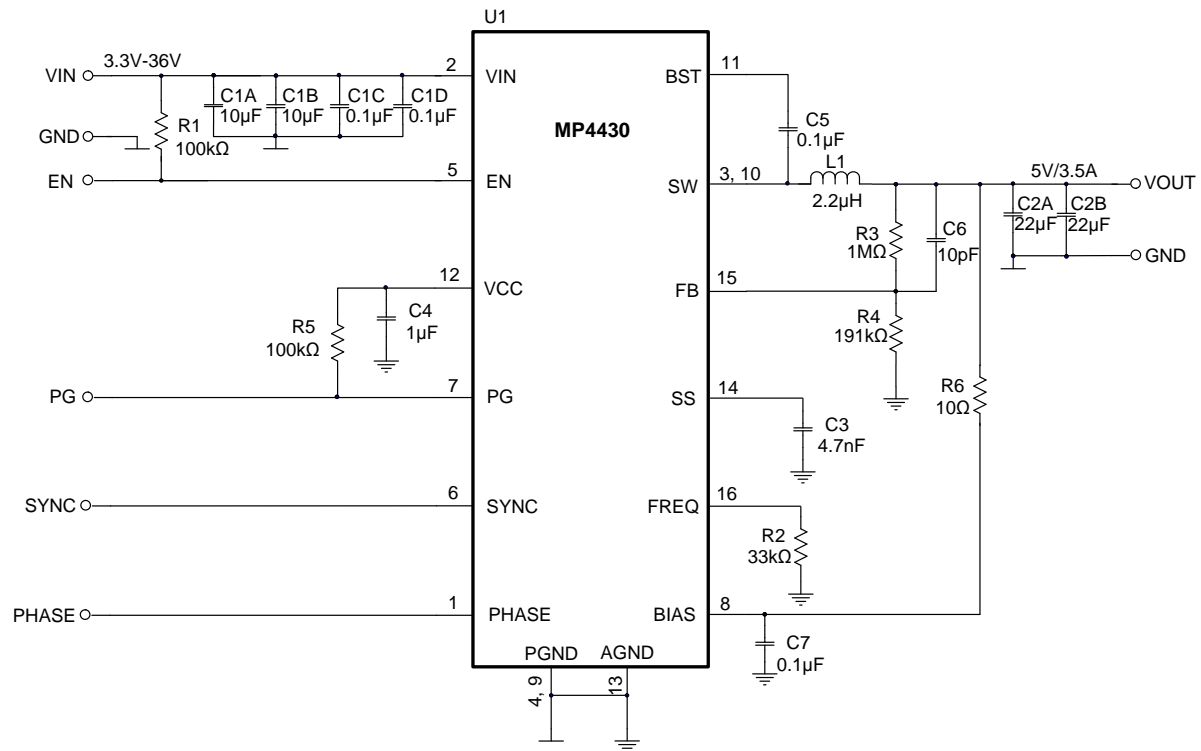 U1
MP4430
VIN
3.3V-36V
2
VIN
C1A
10µF
C1B
10µF
C1C
0.1µF
C1D
0.1µF
GND
R1
100kΩ
EN
5
EN
12
VCC
C4
1µF
R5
100kΩ
PG
7
PG
SYNC
6
SYNC
PHASE
1
PHASE
PGND
4, 9
AGND
13
BST
11
C5
0.1µF
SW
3, 10
L1
2.2µH
5V/3.5A
VOUT
C2A
22µF
C2B
22µF
GND
R3
1MΩ
C6
10pF
FB
15
R4
191kΩ
R6
10Ω
SS
14
C3
4.7nF
FREQ
16
R2
33kΩ
BIAS
8
C7
0.1µF